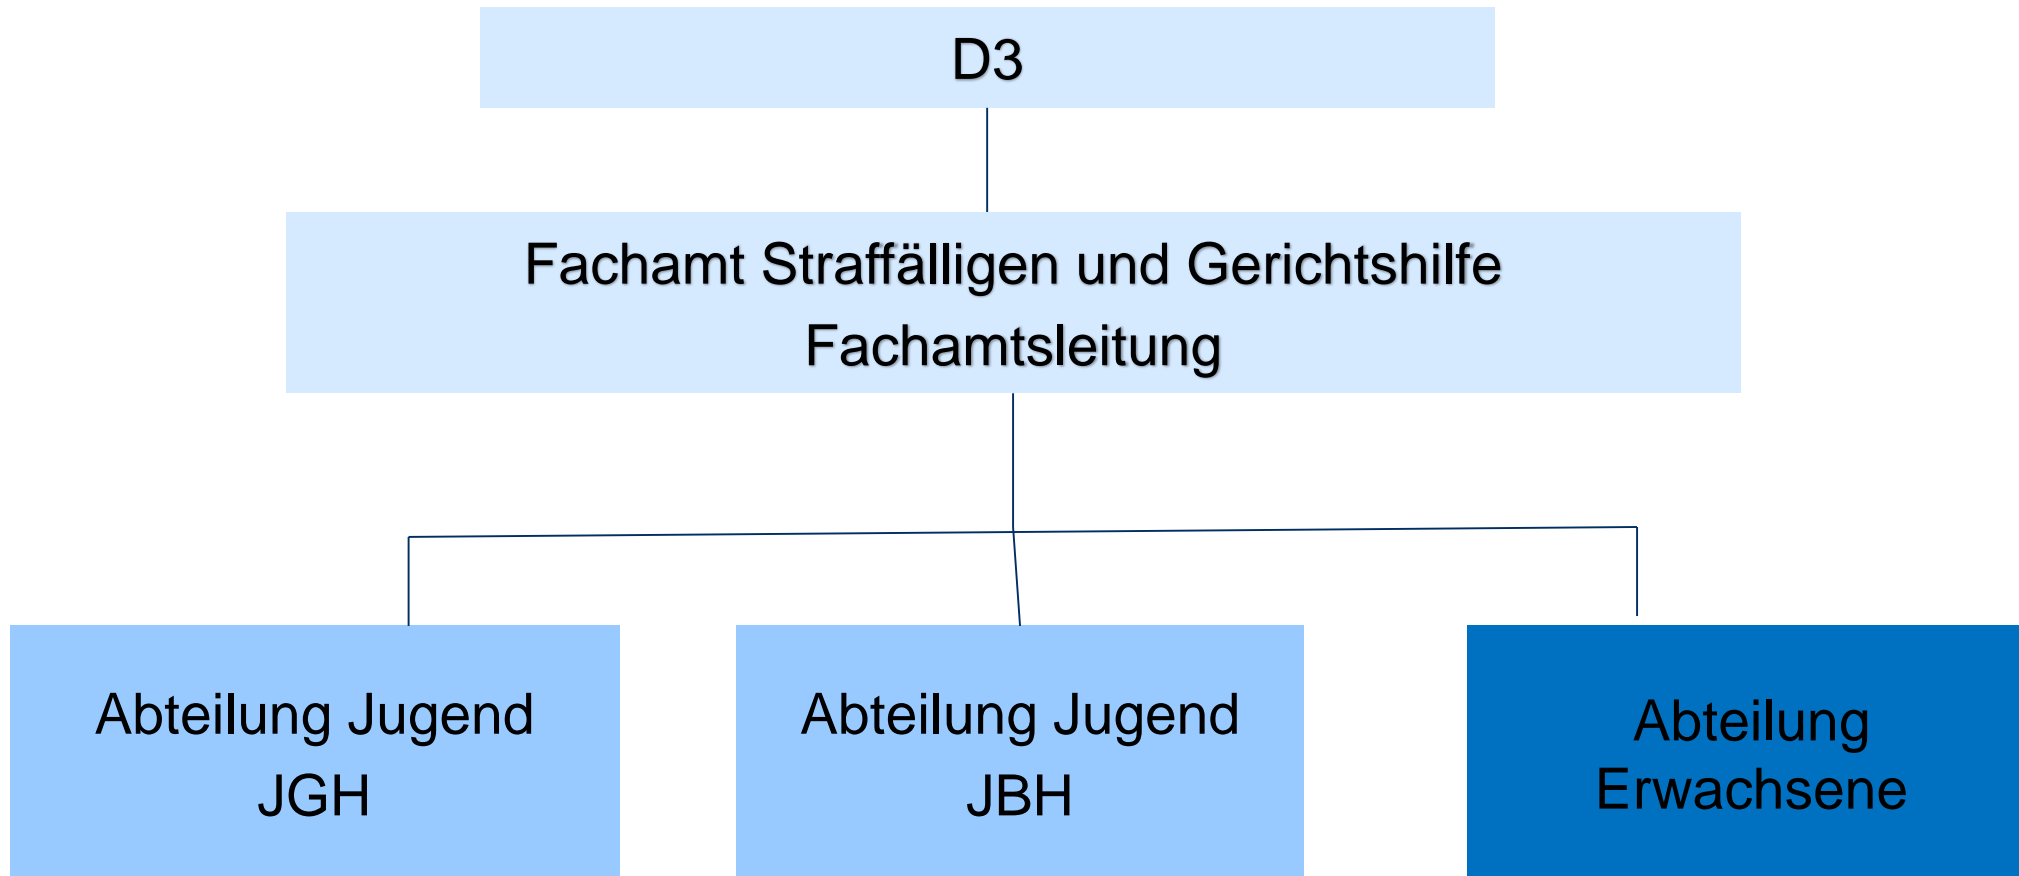 D3
Fachamt Straffälligen und Gerichtshilfe
Fachamtsleitung
Abteilung Jugend
JGH
Abteilung Jugend
JBH
Abteilung
Erwachsene